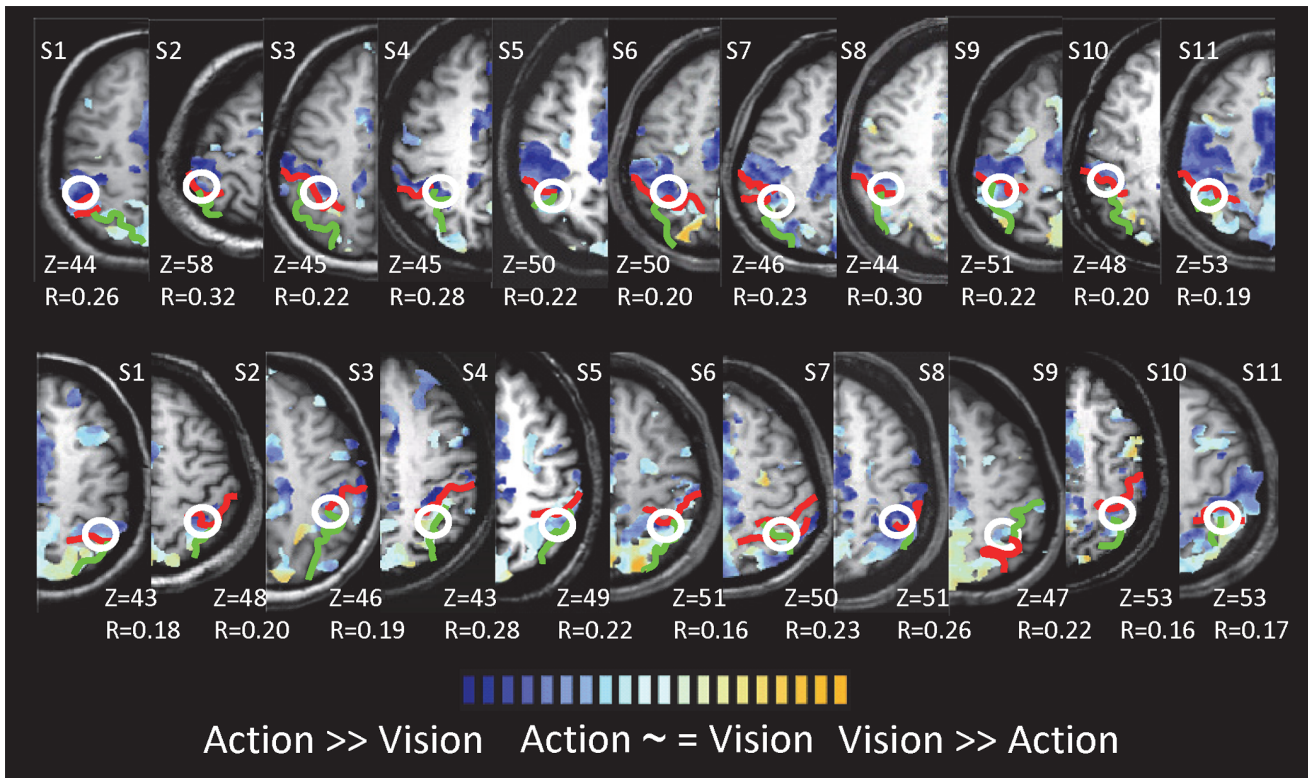 S1 S2 S3 S4 S5 S6 S7 S8 S9 S10 S11
Z=44 Z=58 Z=45 Z=45 Z=50 Z=50 Z=46 Z=44 Z=51 Z=48 Z=53
R=0.26 R=0.32 R=0.22 R=0.28 R=0.22 R=0.20 R=0.23 R=0.30 R=0.22 R=0.20 R=0.19
S1 S2 S3 S4 S5 S6 S7 S8 S9 S10 S11
Z=43 Z=48 Z=46 Z=43 Z=49 Z=51 Z=50 Z=51 Z=47 Z=53 Z=53
R=0.18 R=0.20 R=0.19 R=0.28 R=0.22 R=0.16 R=0.23 R=0.26 R=0.22 R=0.16 R=0.17
Action >> Vision Action ~ = Vision Vision >> Action